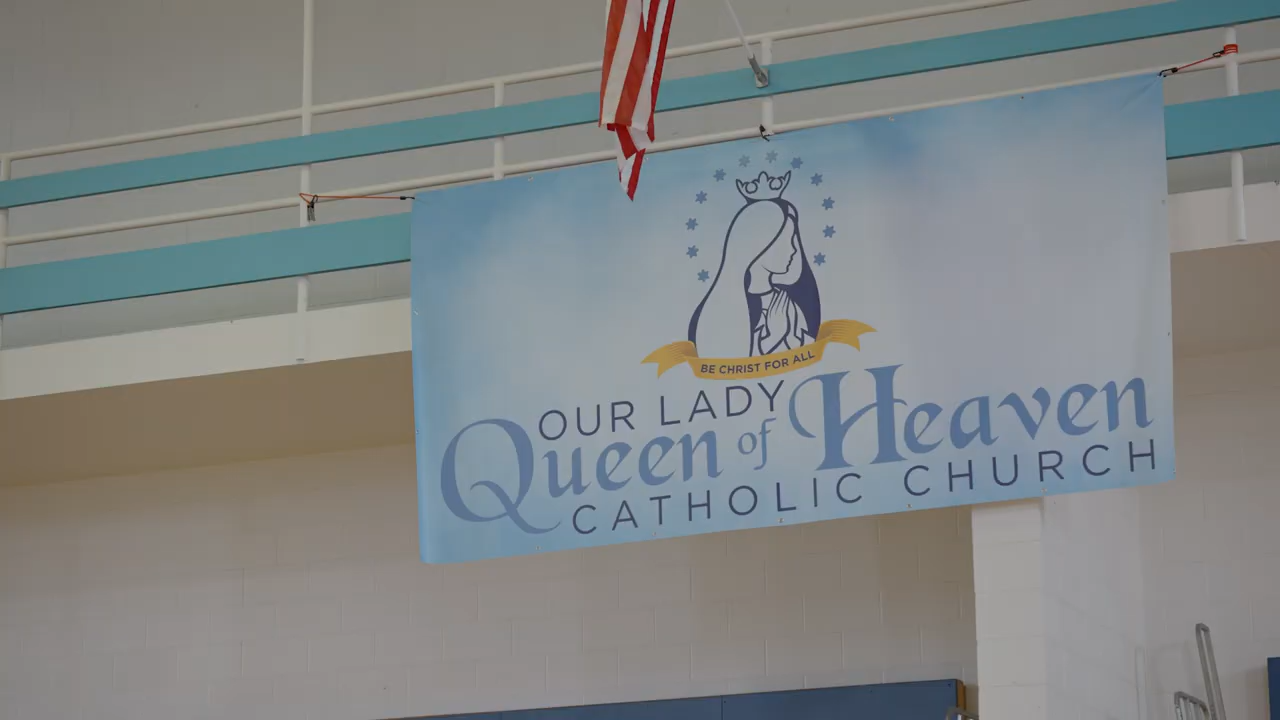 BE CHRIST FOR ALL
OUR LADY
Queen of Heaven
CATHOLIC CHURCH